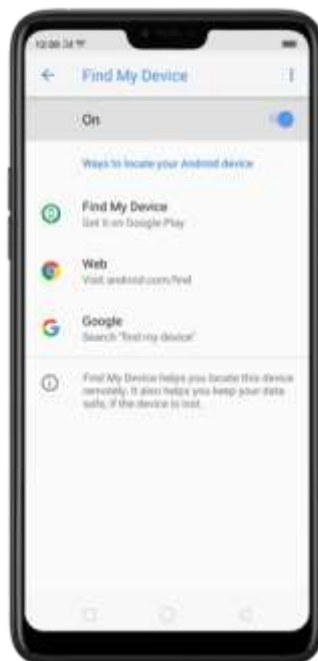 Find My Device
On
Ways to locate your Android device
Find My Device
Get it on Google Play
Web
Visit android.com/find
Google
Search "find my device"
Find My Device helps you locate this device
remotely. It also helps you keep your data
safe, if the device is lost.